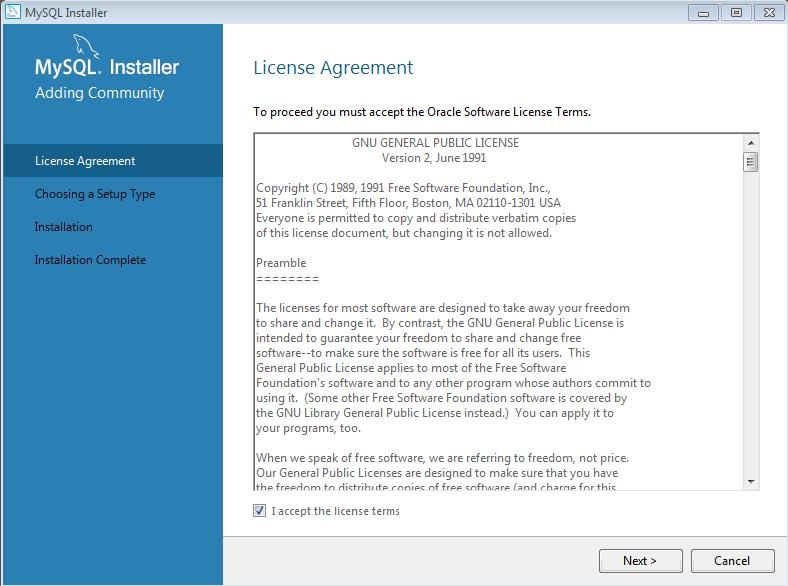 MySQL Installer
MySQL. Installer
Adding Community
License Agreement
Choosing a Setup Type
Installation
Installation Complete
License Agreement
To proceed you must accept the Oracle Software License Terms.
GNU GENERAL PUBLIC LICENSE
Version 2, June 1991
Copyright (C) 1989, 1991 Free Software Foundation, Inc.,
51 Franklin Street, Fifth Floor, Boston, MA 02110-1301 USA
Everyone is permitted to copy and distribute verbatim copies
of this license document, but changing it is not allowed.
Preamble
========
The licenses for most software are designed to take away your freedom
to share and change it.  By contrast, the GNU General Public License is
intended to guarantee your freedom to share and change free
software--to make sure the software is free for all its users.  This
General Public License applies to most of the Free Software
Foundation's software and to any other program whose authors commit to
using it.  (Some other Free Software Foundation software is covered by
the GNU Library General Public License instead.)  You can apply it to
your programs, too.
When we speak of free software, we are referring to freedom, not price.
Our General Public Licenses are designed to make sure that you have
the freedom to distribute copies of free software (and charge for this
I accept the license terms
Next >
Cancel